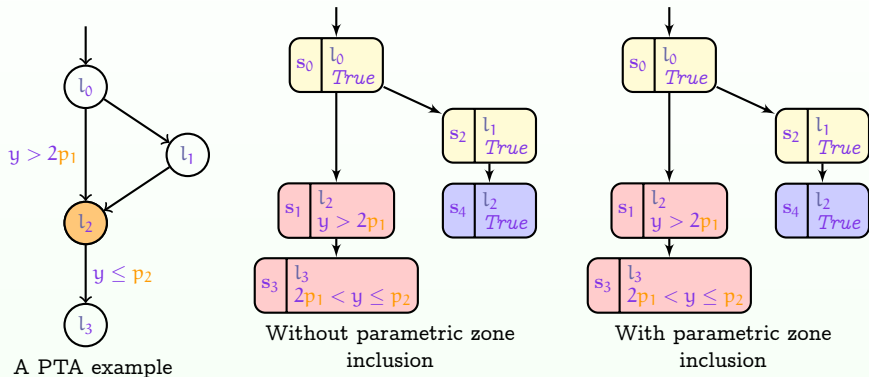 l₀
y > 2p₁
l₁
l₂
y ≤ p₂
l₃
A PTA example
s₀ l₀
True
s₂ l₁
True
s₁ l₂
y > 2p₁
s₄ l₂
True
s₃ l₃
2p₁ < y ≤ p₂
Without parametric zone
inclusion
s₀ l₀
True
s₂ l₁
True
s₁ l₂
y > 2p₁
s₄ l₂
True
s₃ l₃
2p₁ < y ≤ p₂
With parametric zone
inclusion